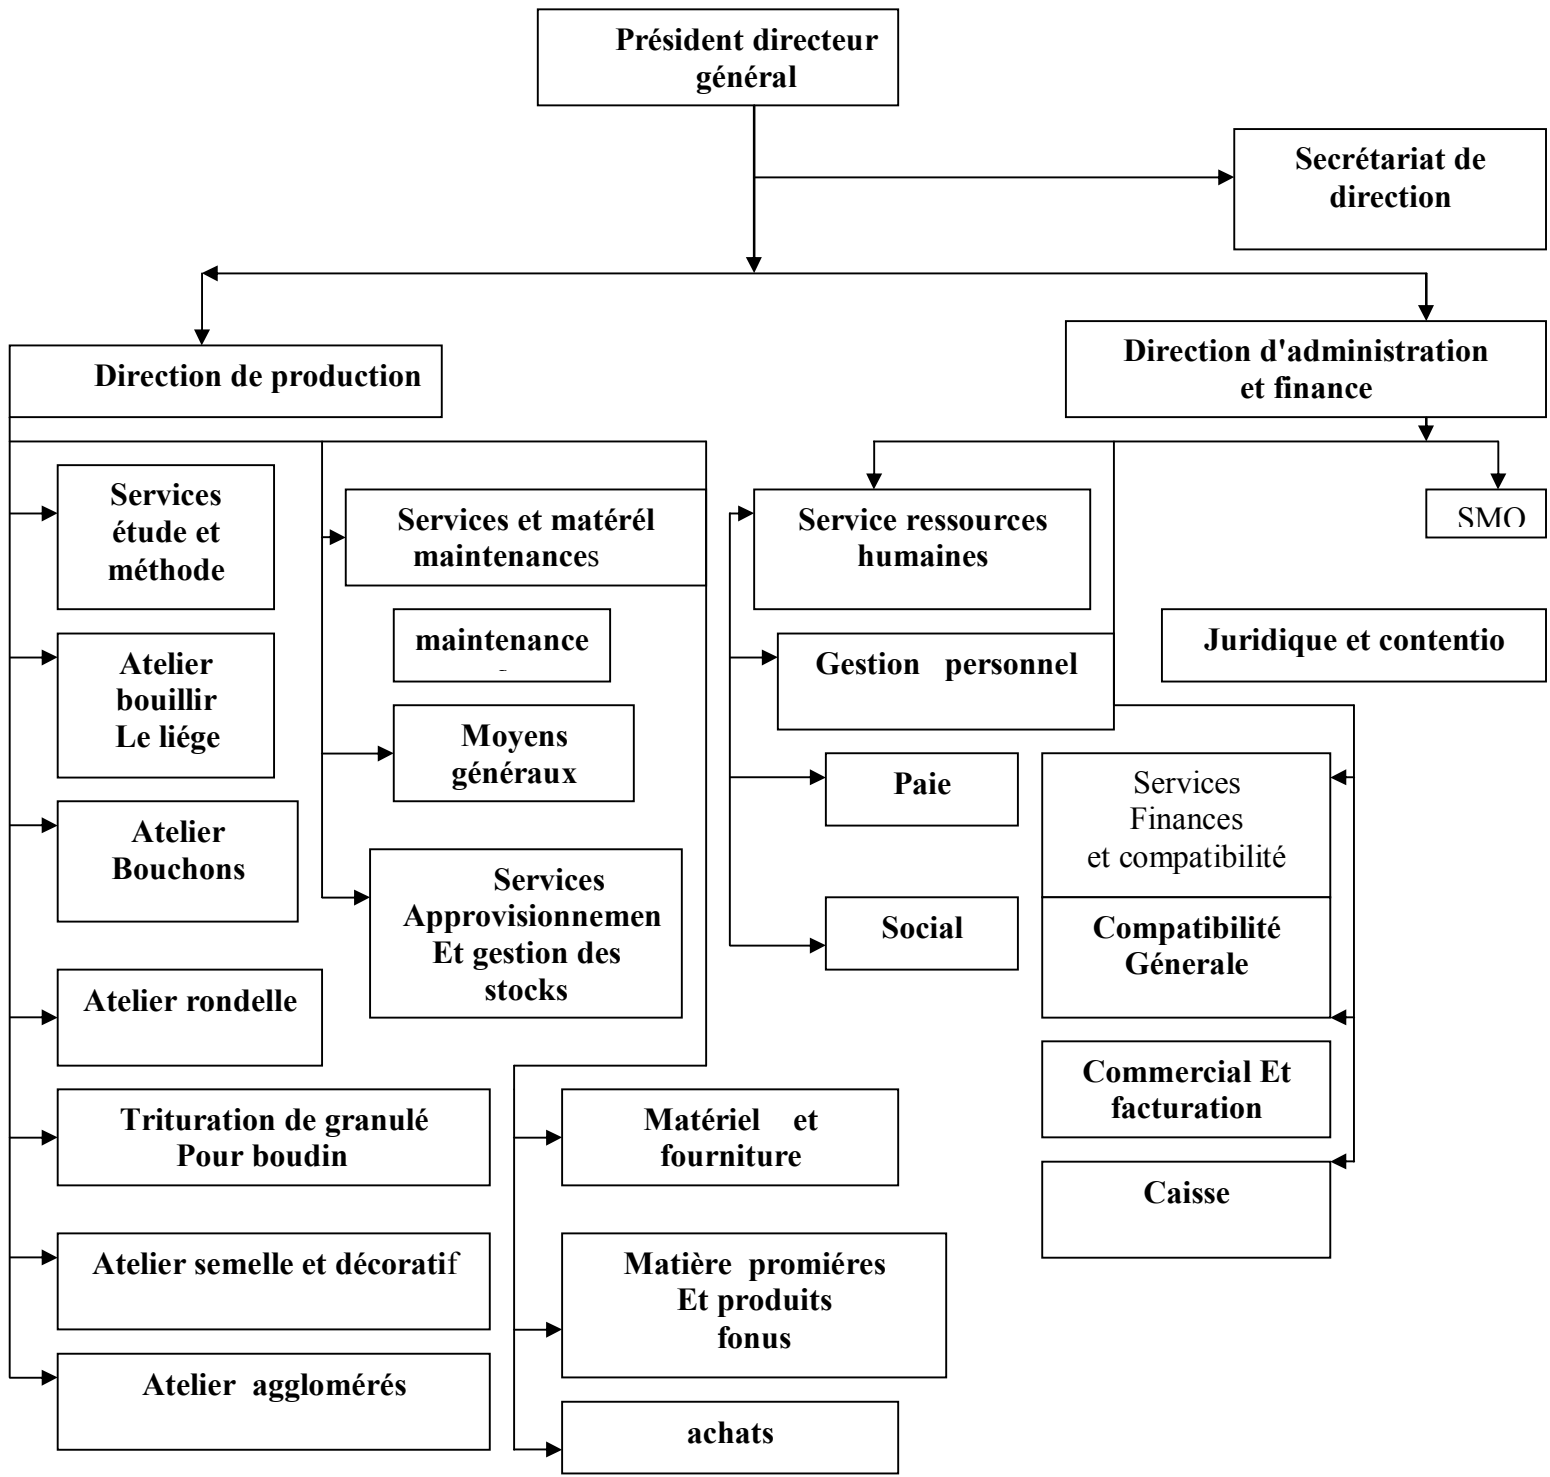 Président directeur
général
Secrétariat de
direction
Direction de production
Direction d'administration
et finance
Services
étude et
méthode
Services et matérél
maintenances
Service ressources
humaines
SMO
maintenance
Juridique et contentio
Atelier
bouillir
Le liége
Gestion personnel
Moyens
généraux
Paie
Services
Finances
et compatibilité
Atelier
Bouchons
Services
Approvisionnemen
Et gestion des
stocks
Social
Compatibilité
Génerale
Atelier rondelle
Commercial Et
facturation
Trituration de granulé
Pour boudin
Matériel et
fourniture
Caisse
Atelier semelle et décoratif
Matière promiéres
Et produits
fonus
Atelier agglomérés
achats